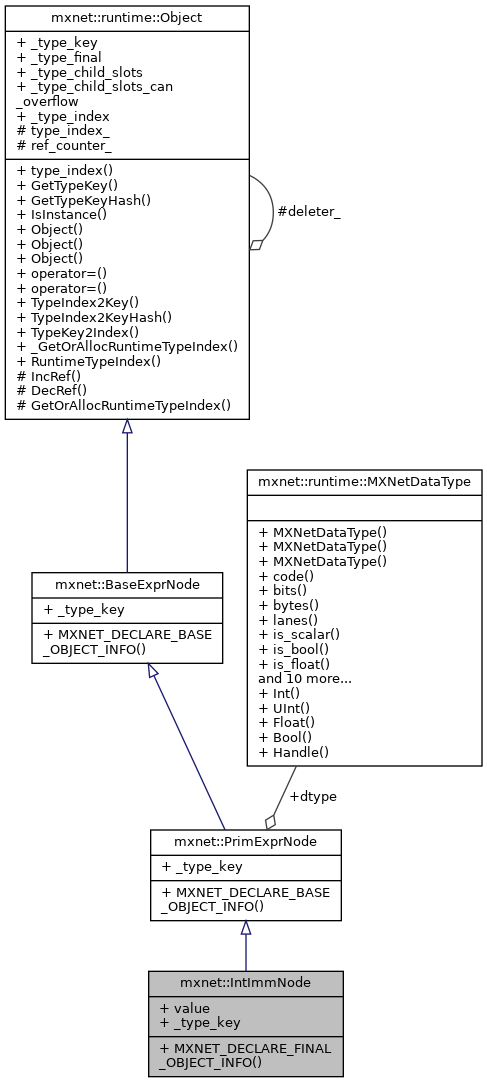 mxnet::runtime::Object
+ _type_key
+ _type_final
+ _type_child_slots
+ _type_child_slots_can
_overflow
+ _type_index
# type_index_
# ref_counter_
+ type_index()
+ GetTypeKey()
+ GetTypeKeyHash()
+ IsInstance()
+ Object()
+ Object()
+ Object()
+ operator=()
+ operator=()
+ TypeIndex2Key()
+ TypeIndex2KeyHash()
+ TypeKey2Index()
+ _GetOrAllocRuntimeTypeIndex()
+ RuntimeTypeIndex()
# IncRef()
# DecRef()
# GetOrAllocRuntimeTypeIndex()
#deleter_
mxnet::runtime::MXNetDataType
+ MXNetDataType()
+ MXNetDataType()
+ MXNetDataType()
+ code()
+ bits()
+ bytes()
+ lanes()
+ is_scalar()
+ is_bool()
+ is_float()
and 10 more...
+ Int()
+ UInt()
+ Float()
+ Bool()
+ Handle()
mxnet::BaseExprNode
+ _type_key
+ MXNET_DECLARE_BASE
_OBJECT_INFO()
+dtype
mxnet::PrimExprNode
+ _type_key
+ MXNET_DECLARE_BASE
_OBJECT_INFO()
mxnet::IntImmNode
+ value
+ _type_key
+ MXNET_DECLARE_FINAL
_OBJECT_INFO()